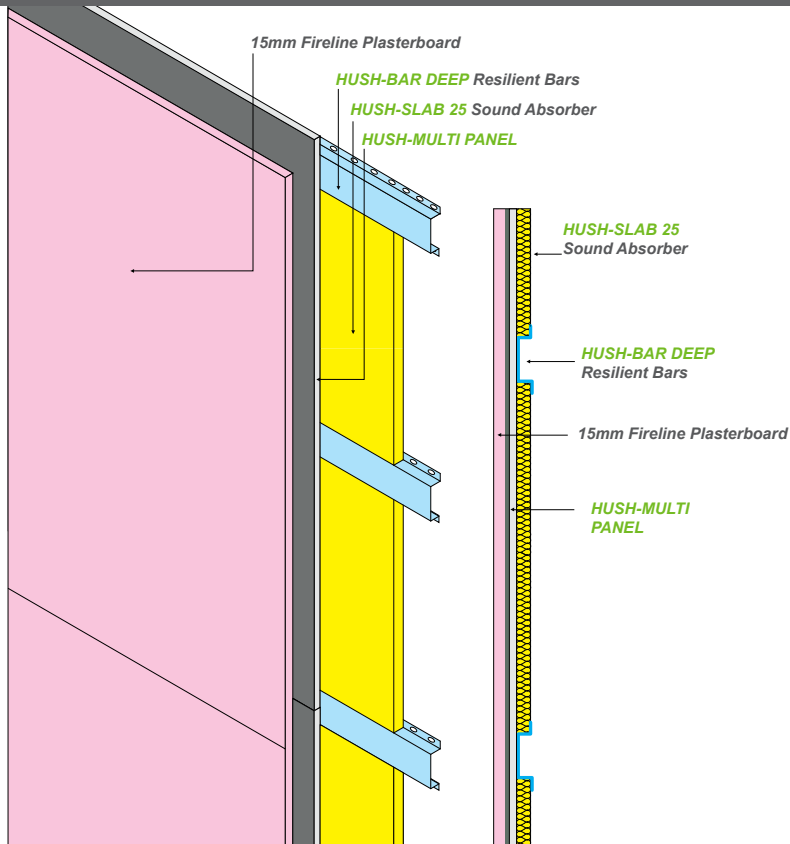 15mm Fireline Plasterboard
HUSH-BAR DEEP Resilient Bars
HUSH-SLAB 25 Sound Absorber
HUSH-MULTI PANEL
HUSH-SLAB 25
Sound Absorber
HUSH-BAR DEEP
Resilient Bars
15mm Fireline Plasterboard
HUSH-MULTI
PANEL